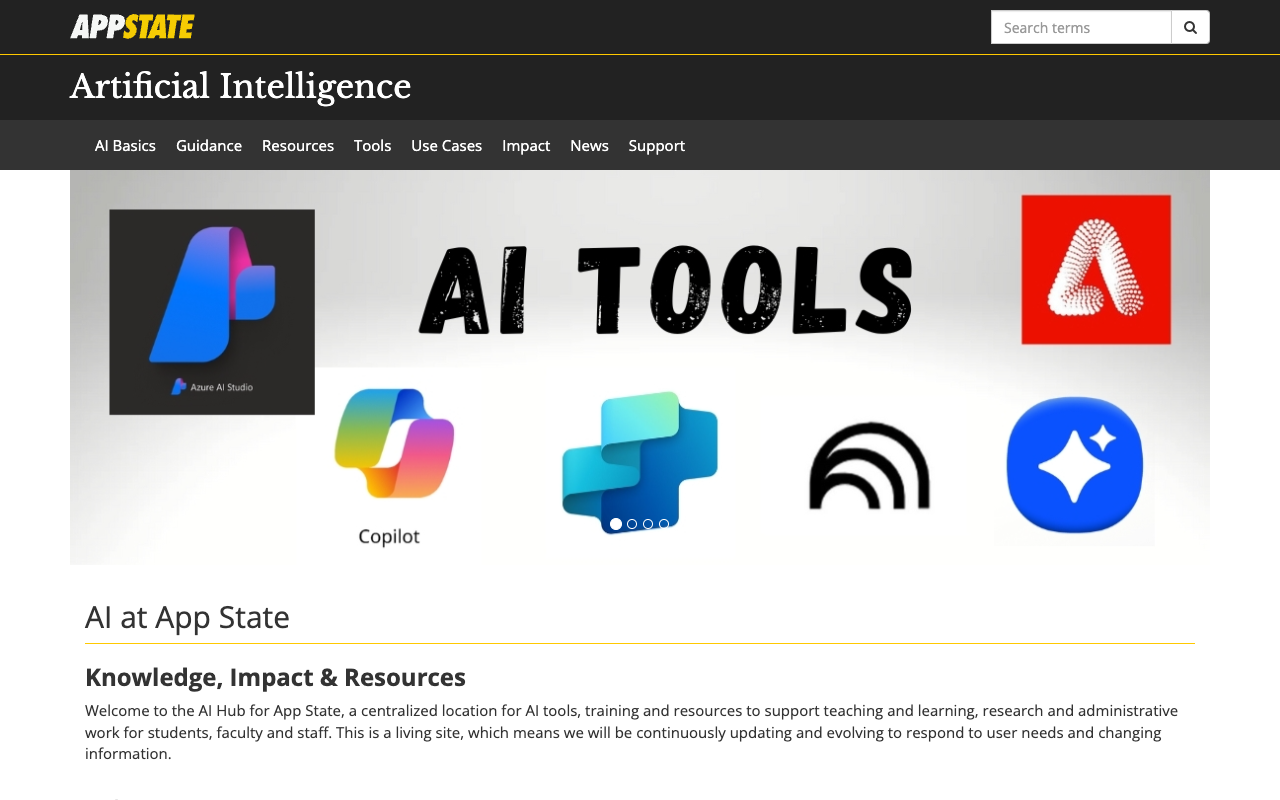 APPSTATE
Search terms
Artificial Intelligence
AI Basics Guidance Resources Tools Use Cases Impact News Support
AI TOOLS
Azure AI Studio
Copilot
AI at App State
Knowledge, Impact & Resources
Welcome to the AI Hub for App State, a centralized location for AI tools, training and resources to support teaching and learning, research and administrative
work for students, faculty and staff. This is a living site, which means we will be continuously updating and evolving to respond to user needs and changing
information.